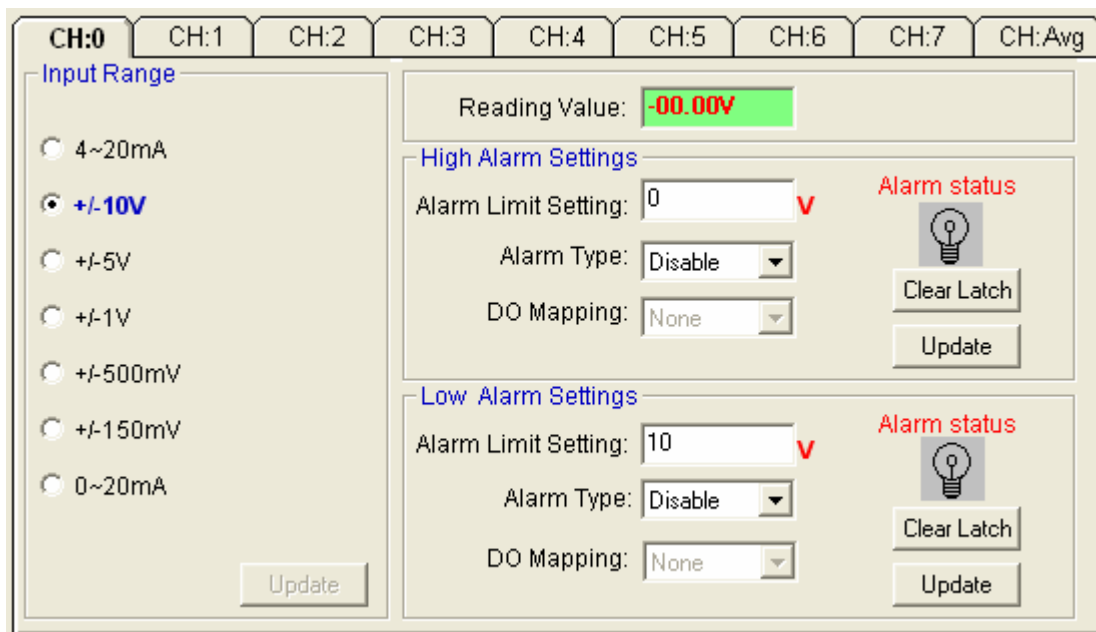 CH:0 CH:1 CH:2 CH:3 CH:4 CH:5 CH:6 CH:7 CH:Avg
Input Range
4~20mA
+/-10V
+/-5V
+/-1V
+/-500mV
+/-150mV
0~20mA
Update
Reading Value: -00.00V
High Alarm Settings
Alarm Limit Setting: 0 V
Alarm status
Alarm Type: Disable
Clear Latch
DO Mapping: None
Update
Low Alarm Settings
Alarm Limit Setting: 10 V
Alarm status
Alarm Type: Disable
Clear Latch
DO Mapping: None
Update